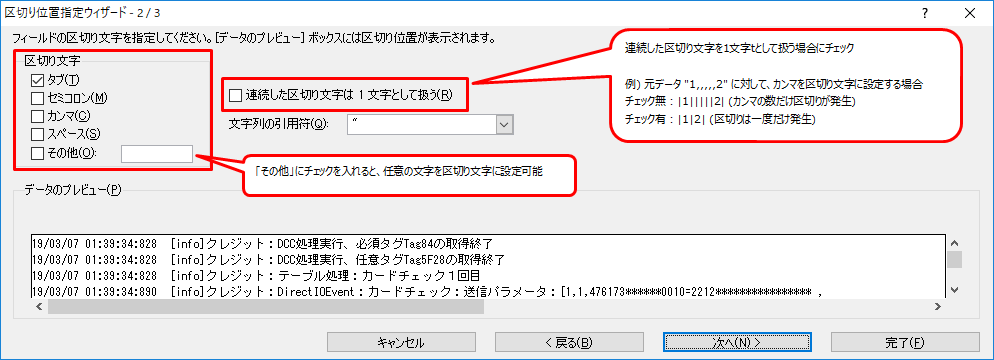 区切り位置指定ウィザード - 2 / 3
? ×
フィールドの区切り文字を指定してください。[データのプレビュー] ボックスには区切り位置が表示されます。
区切り文字
タブ(T)
セミコロン(M)
カンマ(C)
スペース(S)
その他(O):
連続した区切り文字は 1 文字として扱う(R)
文字列の引用符(Q):
"
連続した区切り文字を1文字tとして扱う場合にチェック
例) 元データ "1,,,,,2" に対して、カンマを区切り文字に設定する場合
チェック無：|1|||||2| (カンマの数だけ区切りが発生)
チェック有：|1|2| (区切りは一度だけ発生)
「その他」にチェックを入れると、任意の文字を区切り文字に設定可能
データのプレビュー(P)
19/03/07 01:39:34:828 [info]クレジット：DCC処理実行、必須タグTag84の取得終了
19/03/07 01:39:34:828 [info]クレジット：DCC処理実行、任意タグTag5F28の取得終了
19/03/07 01:39:34:828 [info]クレジット：テーブル処理：カードチェック１回目
19/03/07 01:39:34:890 [info]クレジット：DirectIOEvent：カードチェック：送信パラメータ：[1,1,476173******0010=2212***************** ,
キャンセル
< 戻る(B)
次へ(N) >
完了(F)